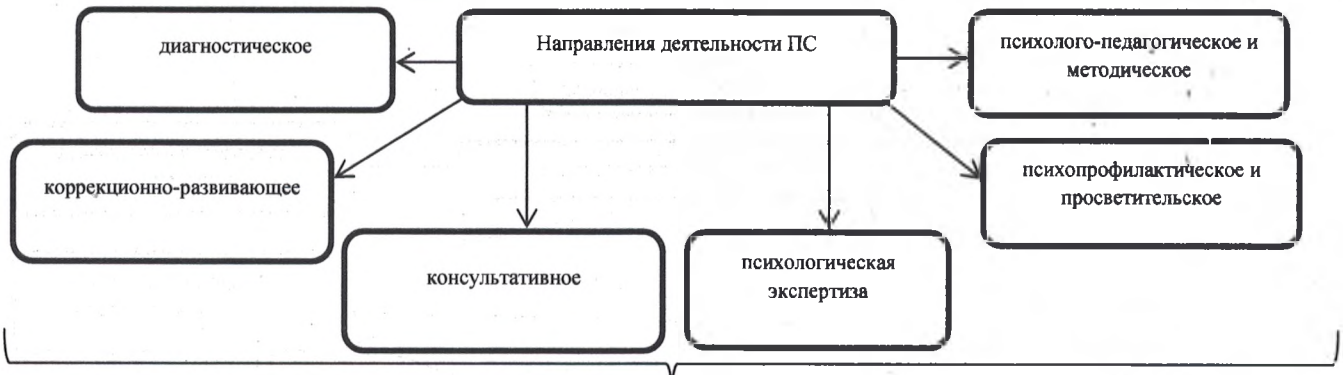 диагностическое
Направления деятельности ПС
психолого-педагогическое и
методическое
коррекционно-развивающее
психопрофилактическое и
просветительское
консультативное
психологическая
экспертиза